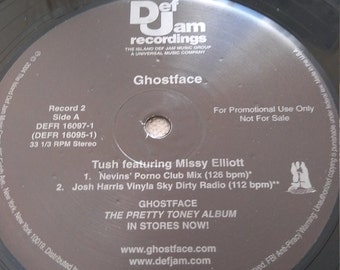 Def
Jam
recordings
THE ISLAND DEF JAM MUSIC GROUP
A UNIVERSAL MUSIC COMPANY
Ghostface
Record 2
Side A
DEFR 16097-1
(DEFR 16095-1)
33 1/3 RPM Stereo
For Promotional Use Only
Not For Sale
Tush featuring Missy Elliott
1. Nevins' Porno Club Mix (126 bpm)*
2. Josh Harris Vinyla Sky Dirty Radio (112 bpm)**
GHOSTFACE
THE PRETTY TONEY ALBUM
IN STORES NOW!
www.ghostface.com
www.defjam.com